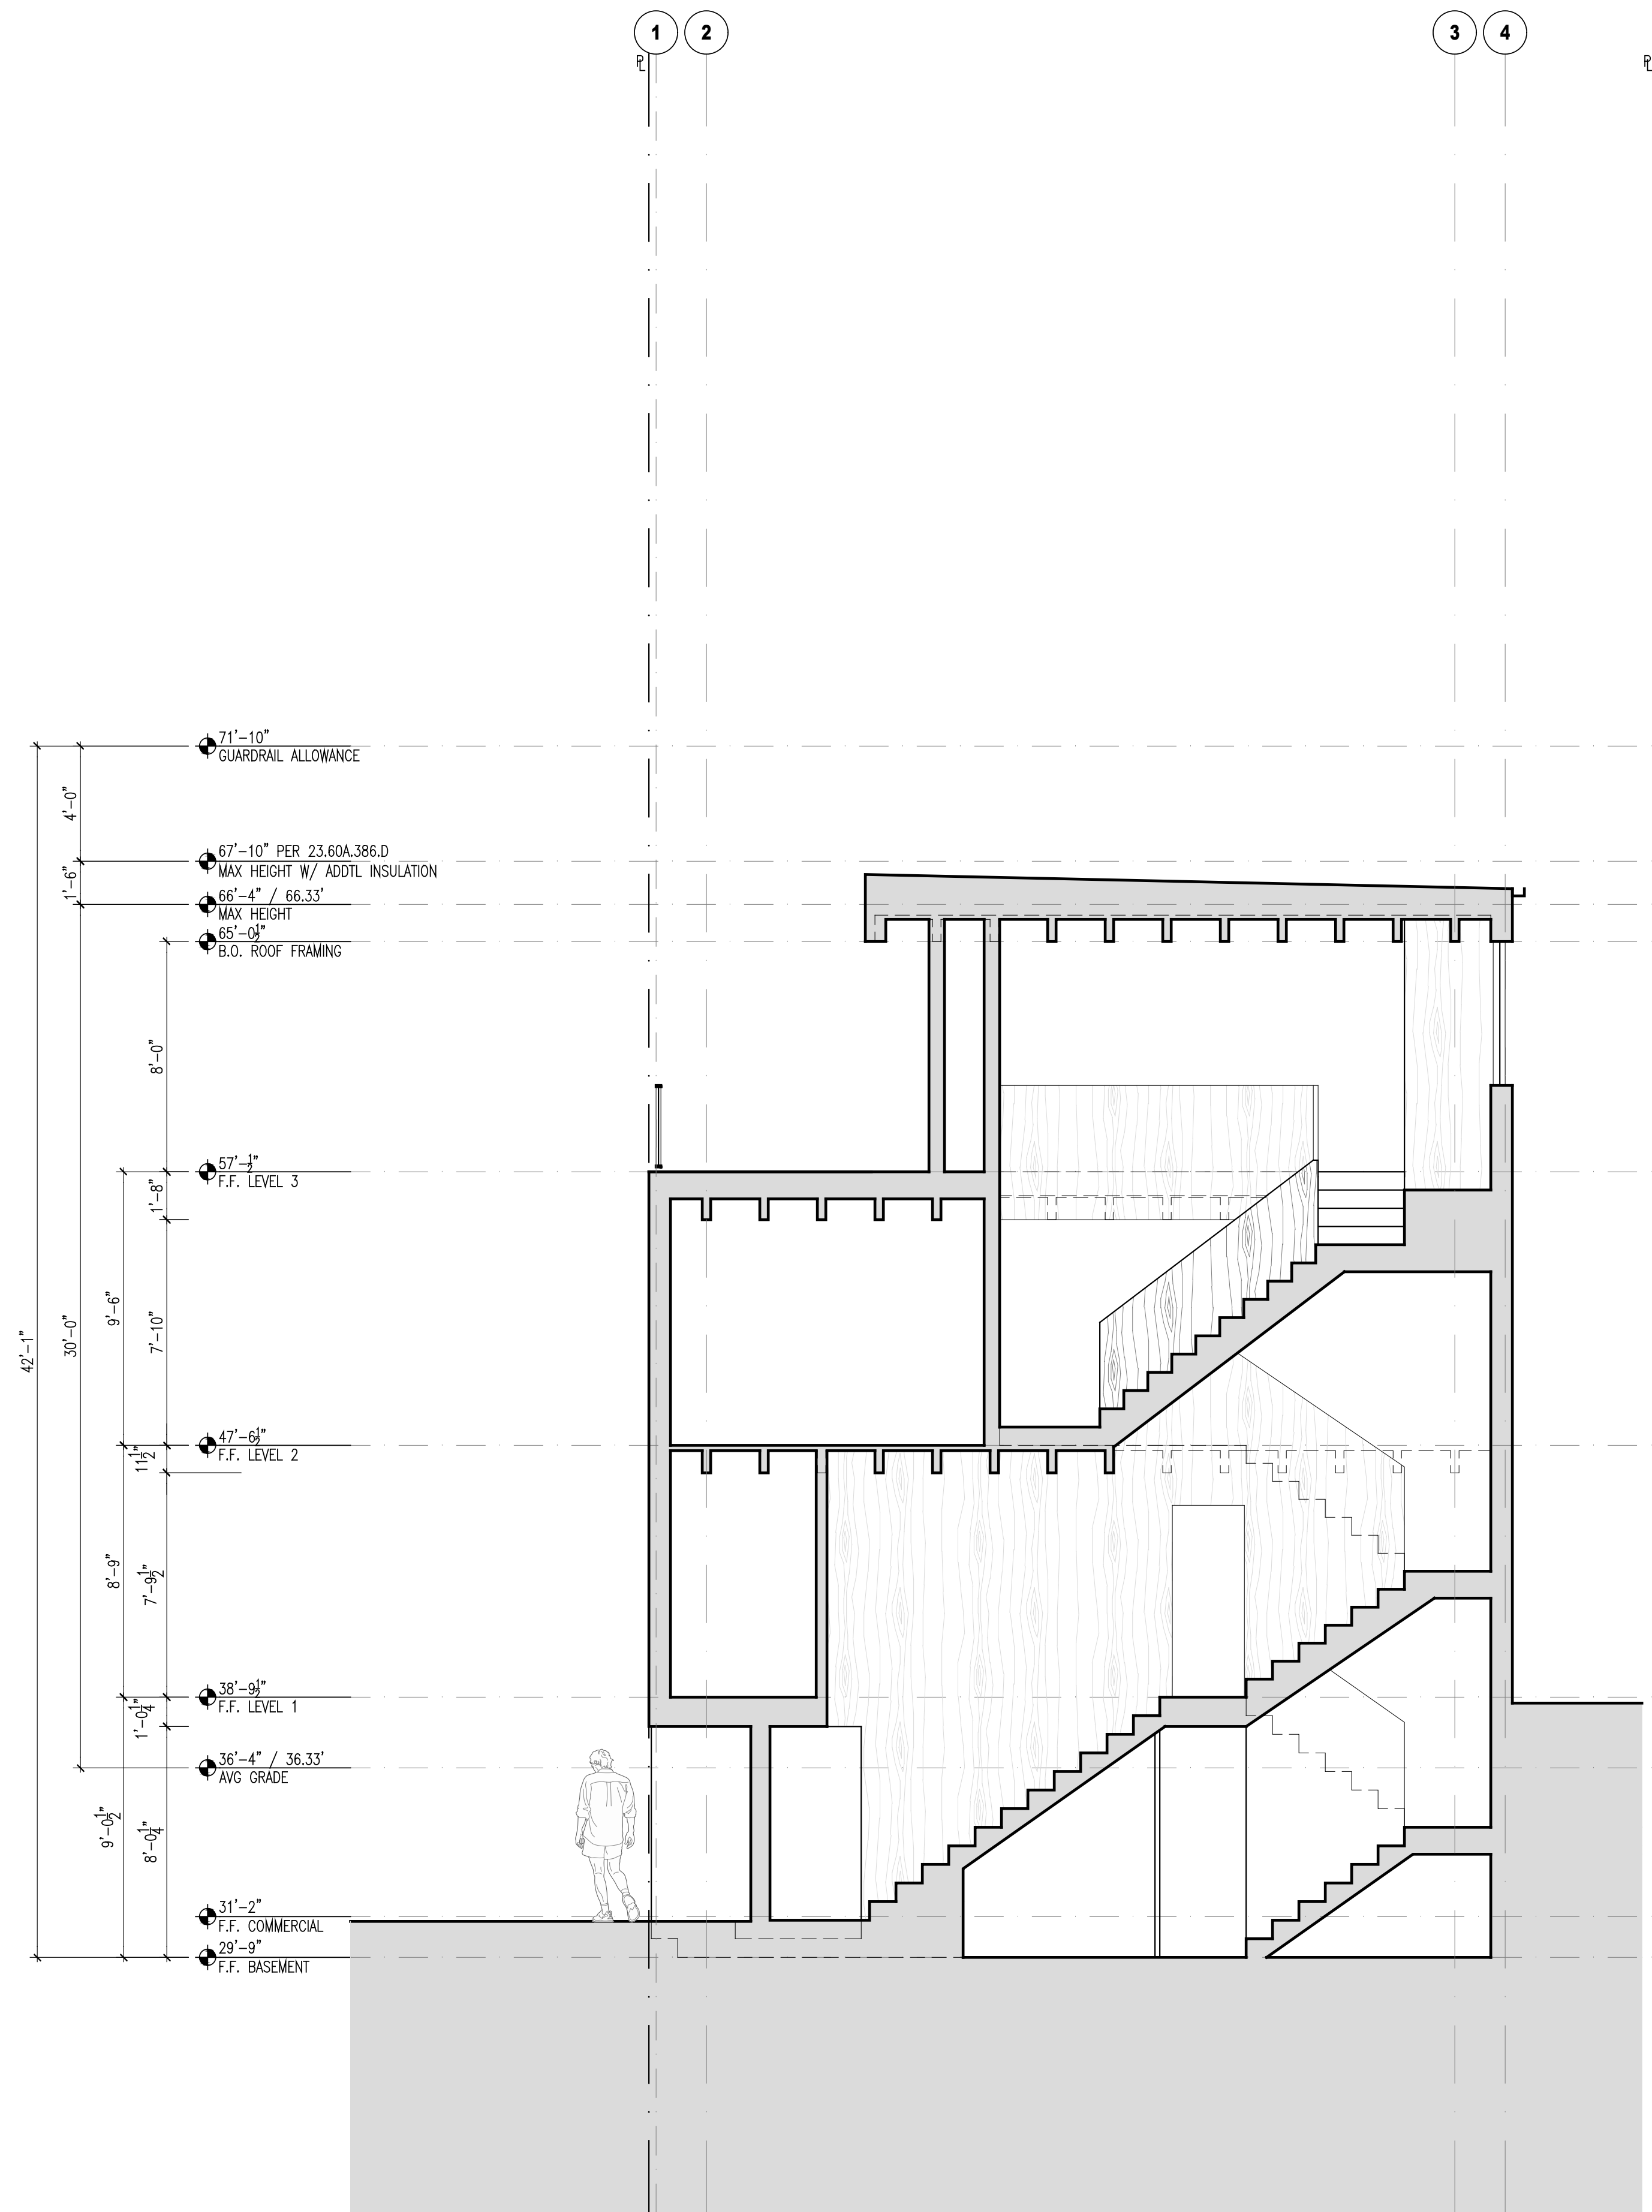 1 2 3 4
PL PL
71'-10"
GUARDRAIL ALLOWANCE
4'-0"
67'-10" PER 23.60A.386.D
MAX HEIGHT W/ ADDTL INSULATION
1'-6"
66'-4" / 66.33'
MAX HEIGHT
65'-0½"
B.O. ROOF FRAMING
8'-0"
57'-½"
F.F. LEVEL 3
1'-8"
9'-6"
7'-10"
42'-1"
30'-0"
47'-6½"
F.F. LEVEL 2
11½"
8'-9"
7'-9½"
38'-9½"
F.F. LEVEL 1
1'-0¼"
36'-4" / 36.33'
AVG GRADE
9'-0½"
8'-0¼"
31'-2"
F.F. COMMERCIAL
29'-9"
F.F. BASEMENT